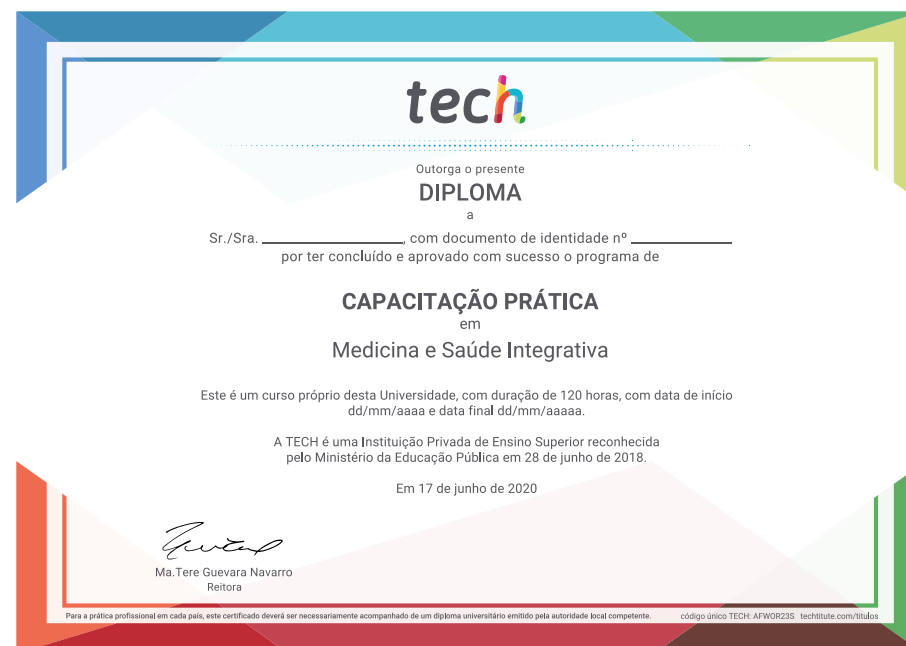 tech
Outorga o presente
DIPLOMA
a
Sr./Sra. , com documento de identidade nº
por ter concluído e aprovado com sucesso o programa de
CAPACITAÇÃO PRÁTICA
em
Medicina e Saúde Integrativa
Este é um curso próprio desta Universidade, com duração de 120 horas, com data de início
dd/mm/aaaa e data final dd/mm/aaaaa.
A TECH é uma Instituição Privada de Ensino Superior reconhecida
pelo Ministério da Educação Pública em 28 de junho de 2018.
Em 17 de junho de 2020
Ma.Tere Guevara Navarro
Reitora
Para a prática profissional em cada país, este certificado deverá ser necessariamente acompanhado de um diploma universitário emitido pela autoridade local competente. código único TECH: AFWOR23S techtitute.com/titulos